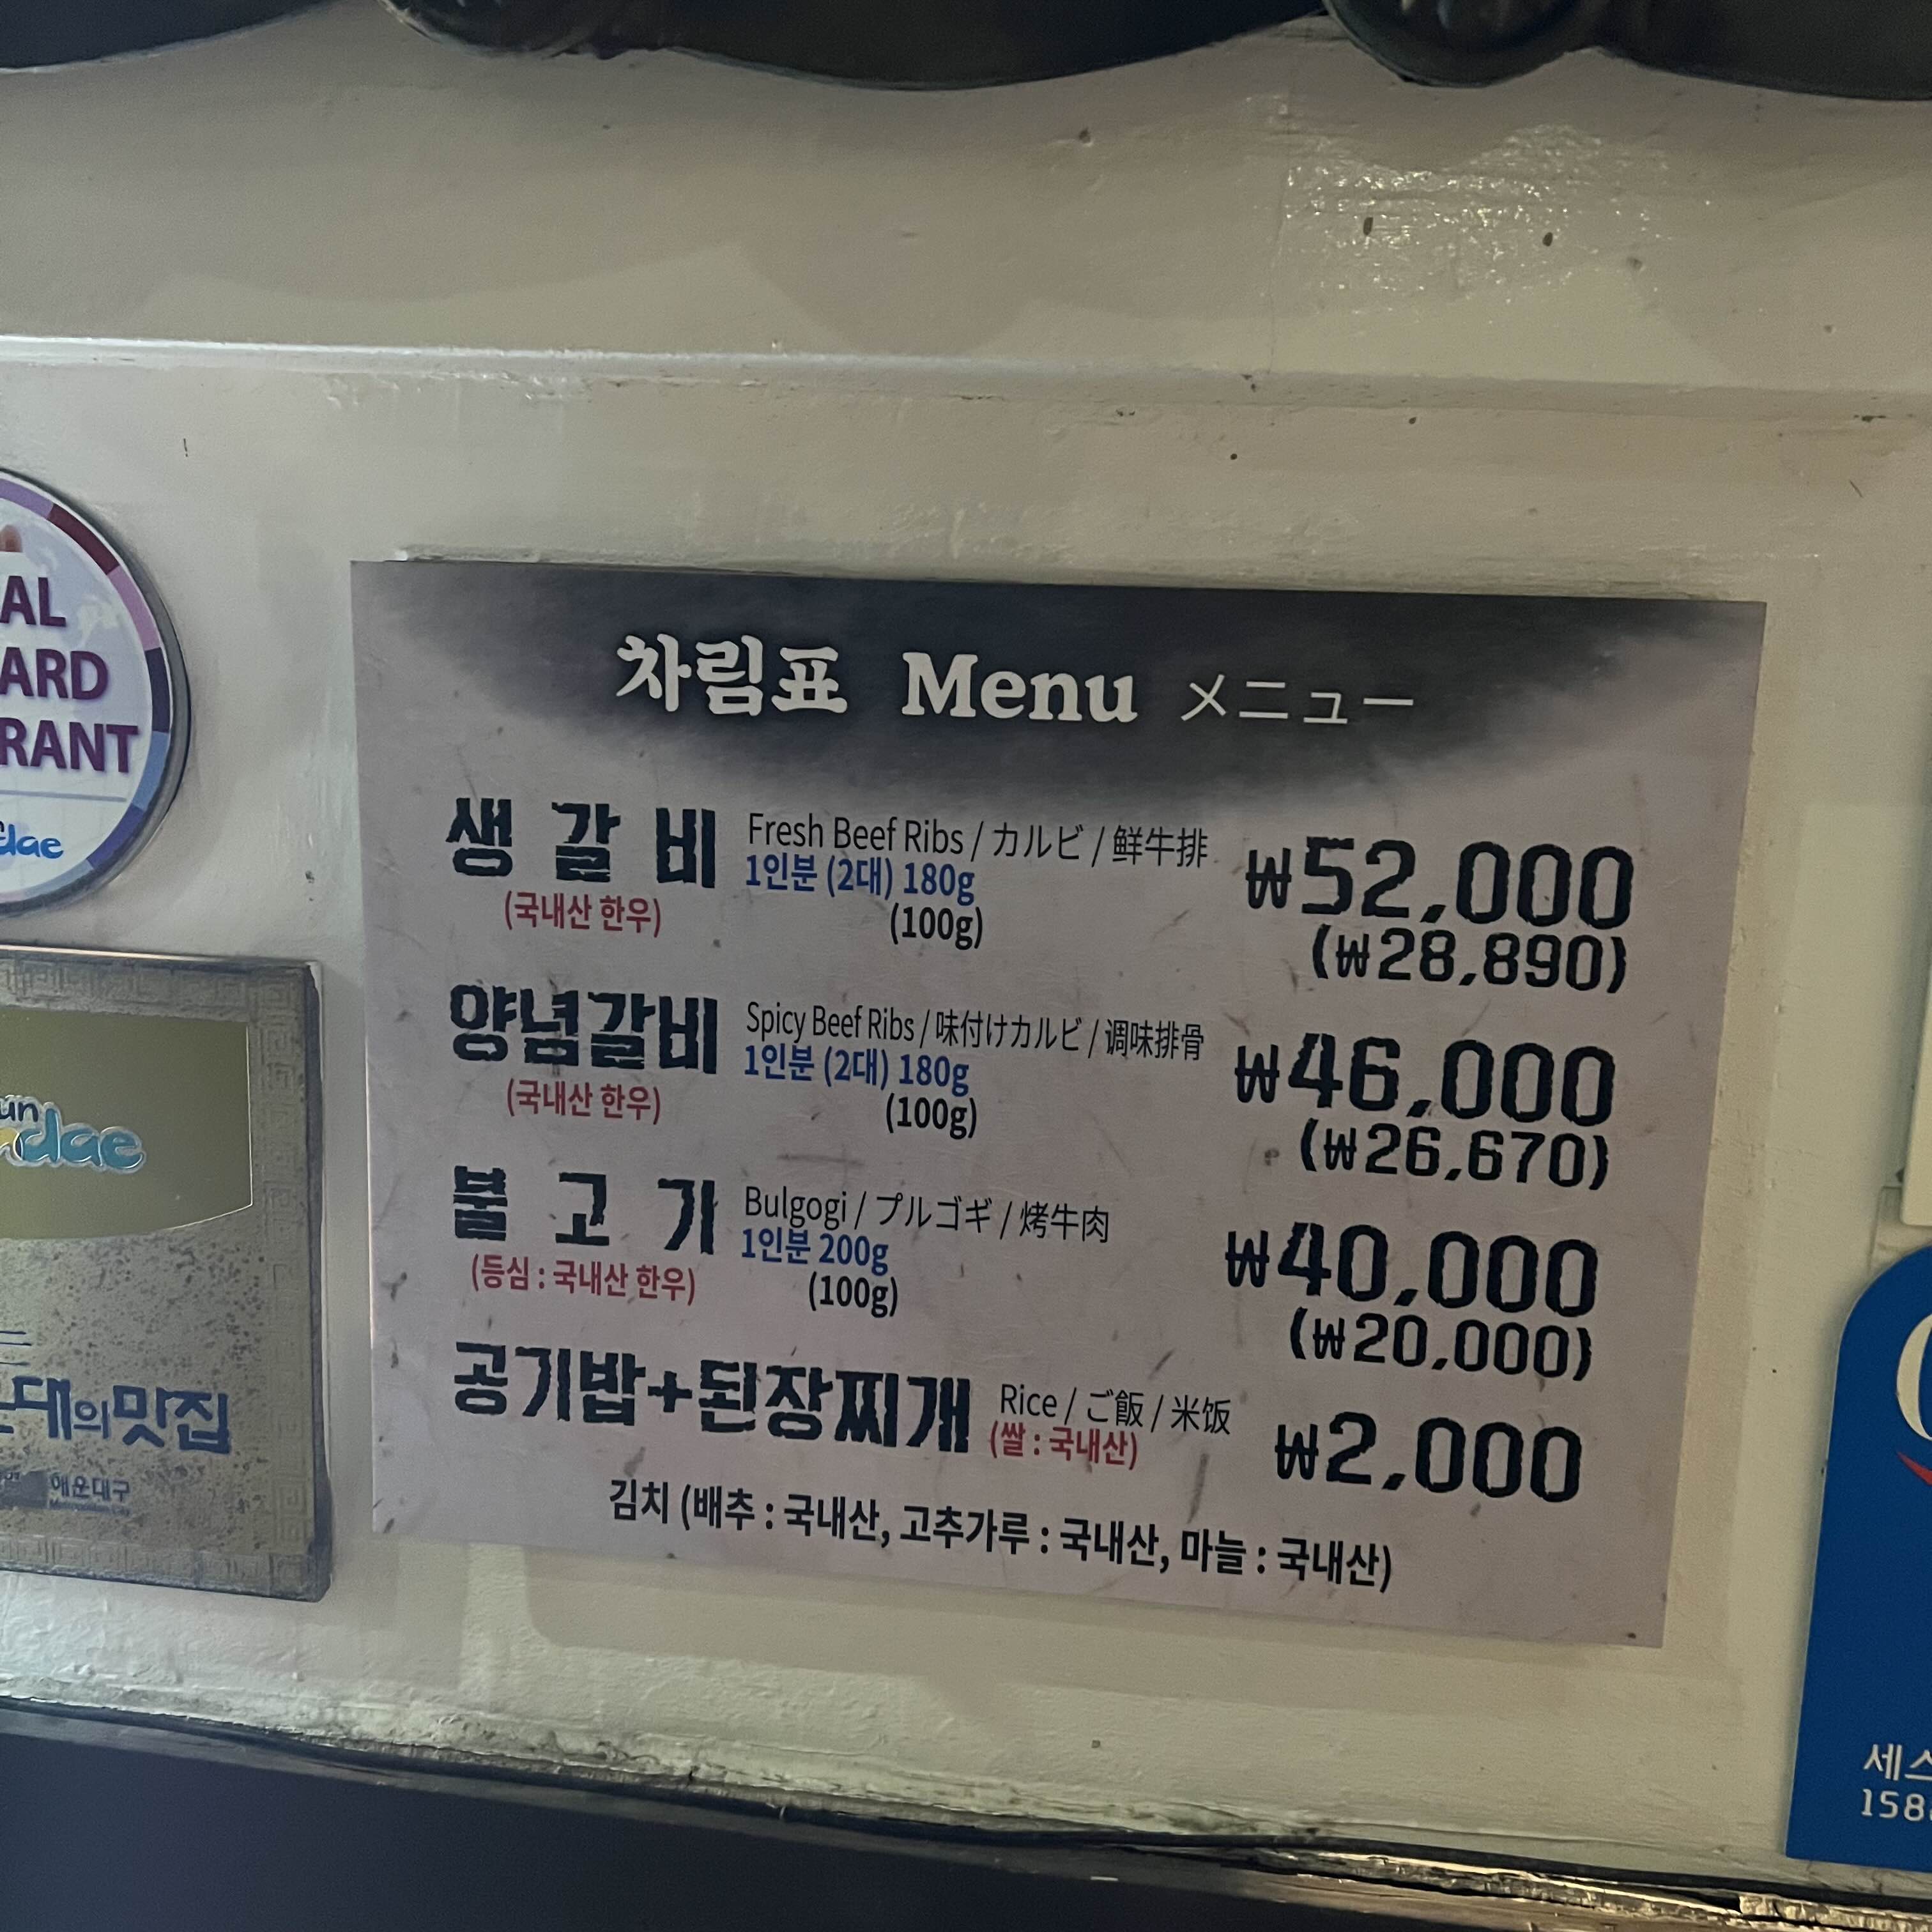 AL
ARD
RANT
dae
un
dae
대의맛집
해운대구
차림표 Menu メニュー
생갈비 Fresh Beef Ribs / カルビ / 鮮牛排 ₩52,000
1인분 (2대) 180g
(국내산 한우) (100g) (₩28,890)
양념갈비 Spicy Beef Ribs / 味付けカルビ / 调味排骨 ₩46,000
1인분 (2대) 180g
(국내산 한우) (100g) (₩26,670)
불고기 Bulgogi / プルゴギ / 烤牛肉 ₩40,000
1인분 200g
(등심 : 국내산 한우) (100g) (₩20,000)
공기밥+된장찌개 Rice / ご飯 / 米饭 ₩2,000
(쌀 : 국내산)
김치 (배추 : 국내산, 고추가루 : 국내산, 마늘 : 국내산)
세스
158